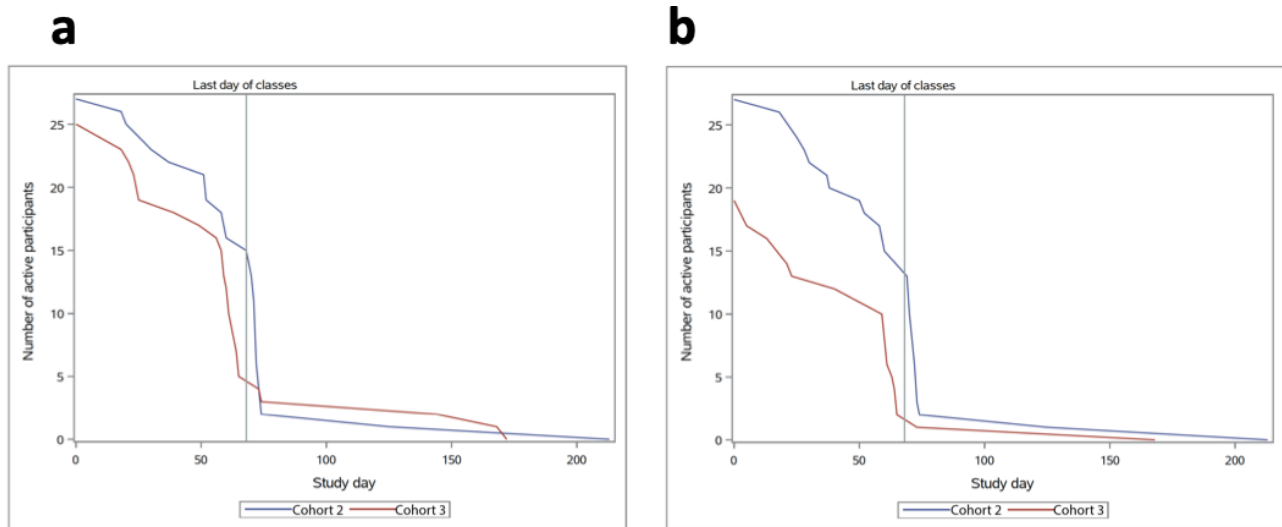 a
Last day of classes
Number of active participants
25
20
15
10
5
0
0 50 100 150 200
Study day
Cohort 2 Cohort 3
b
Last day of classes
Number of active participants
25
20
15
10
5
0
0 50 100 150 200
Study day
Cohort 2 Cohort 3